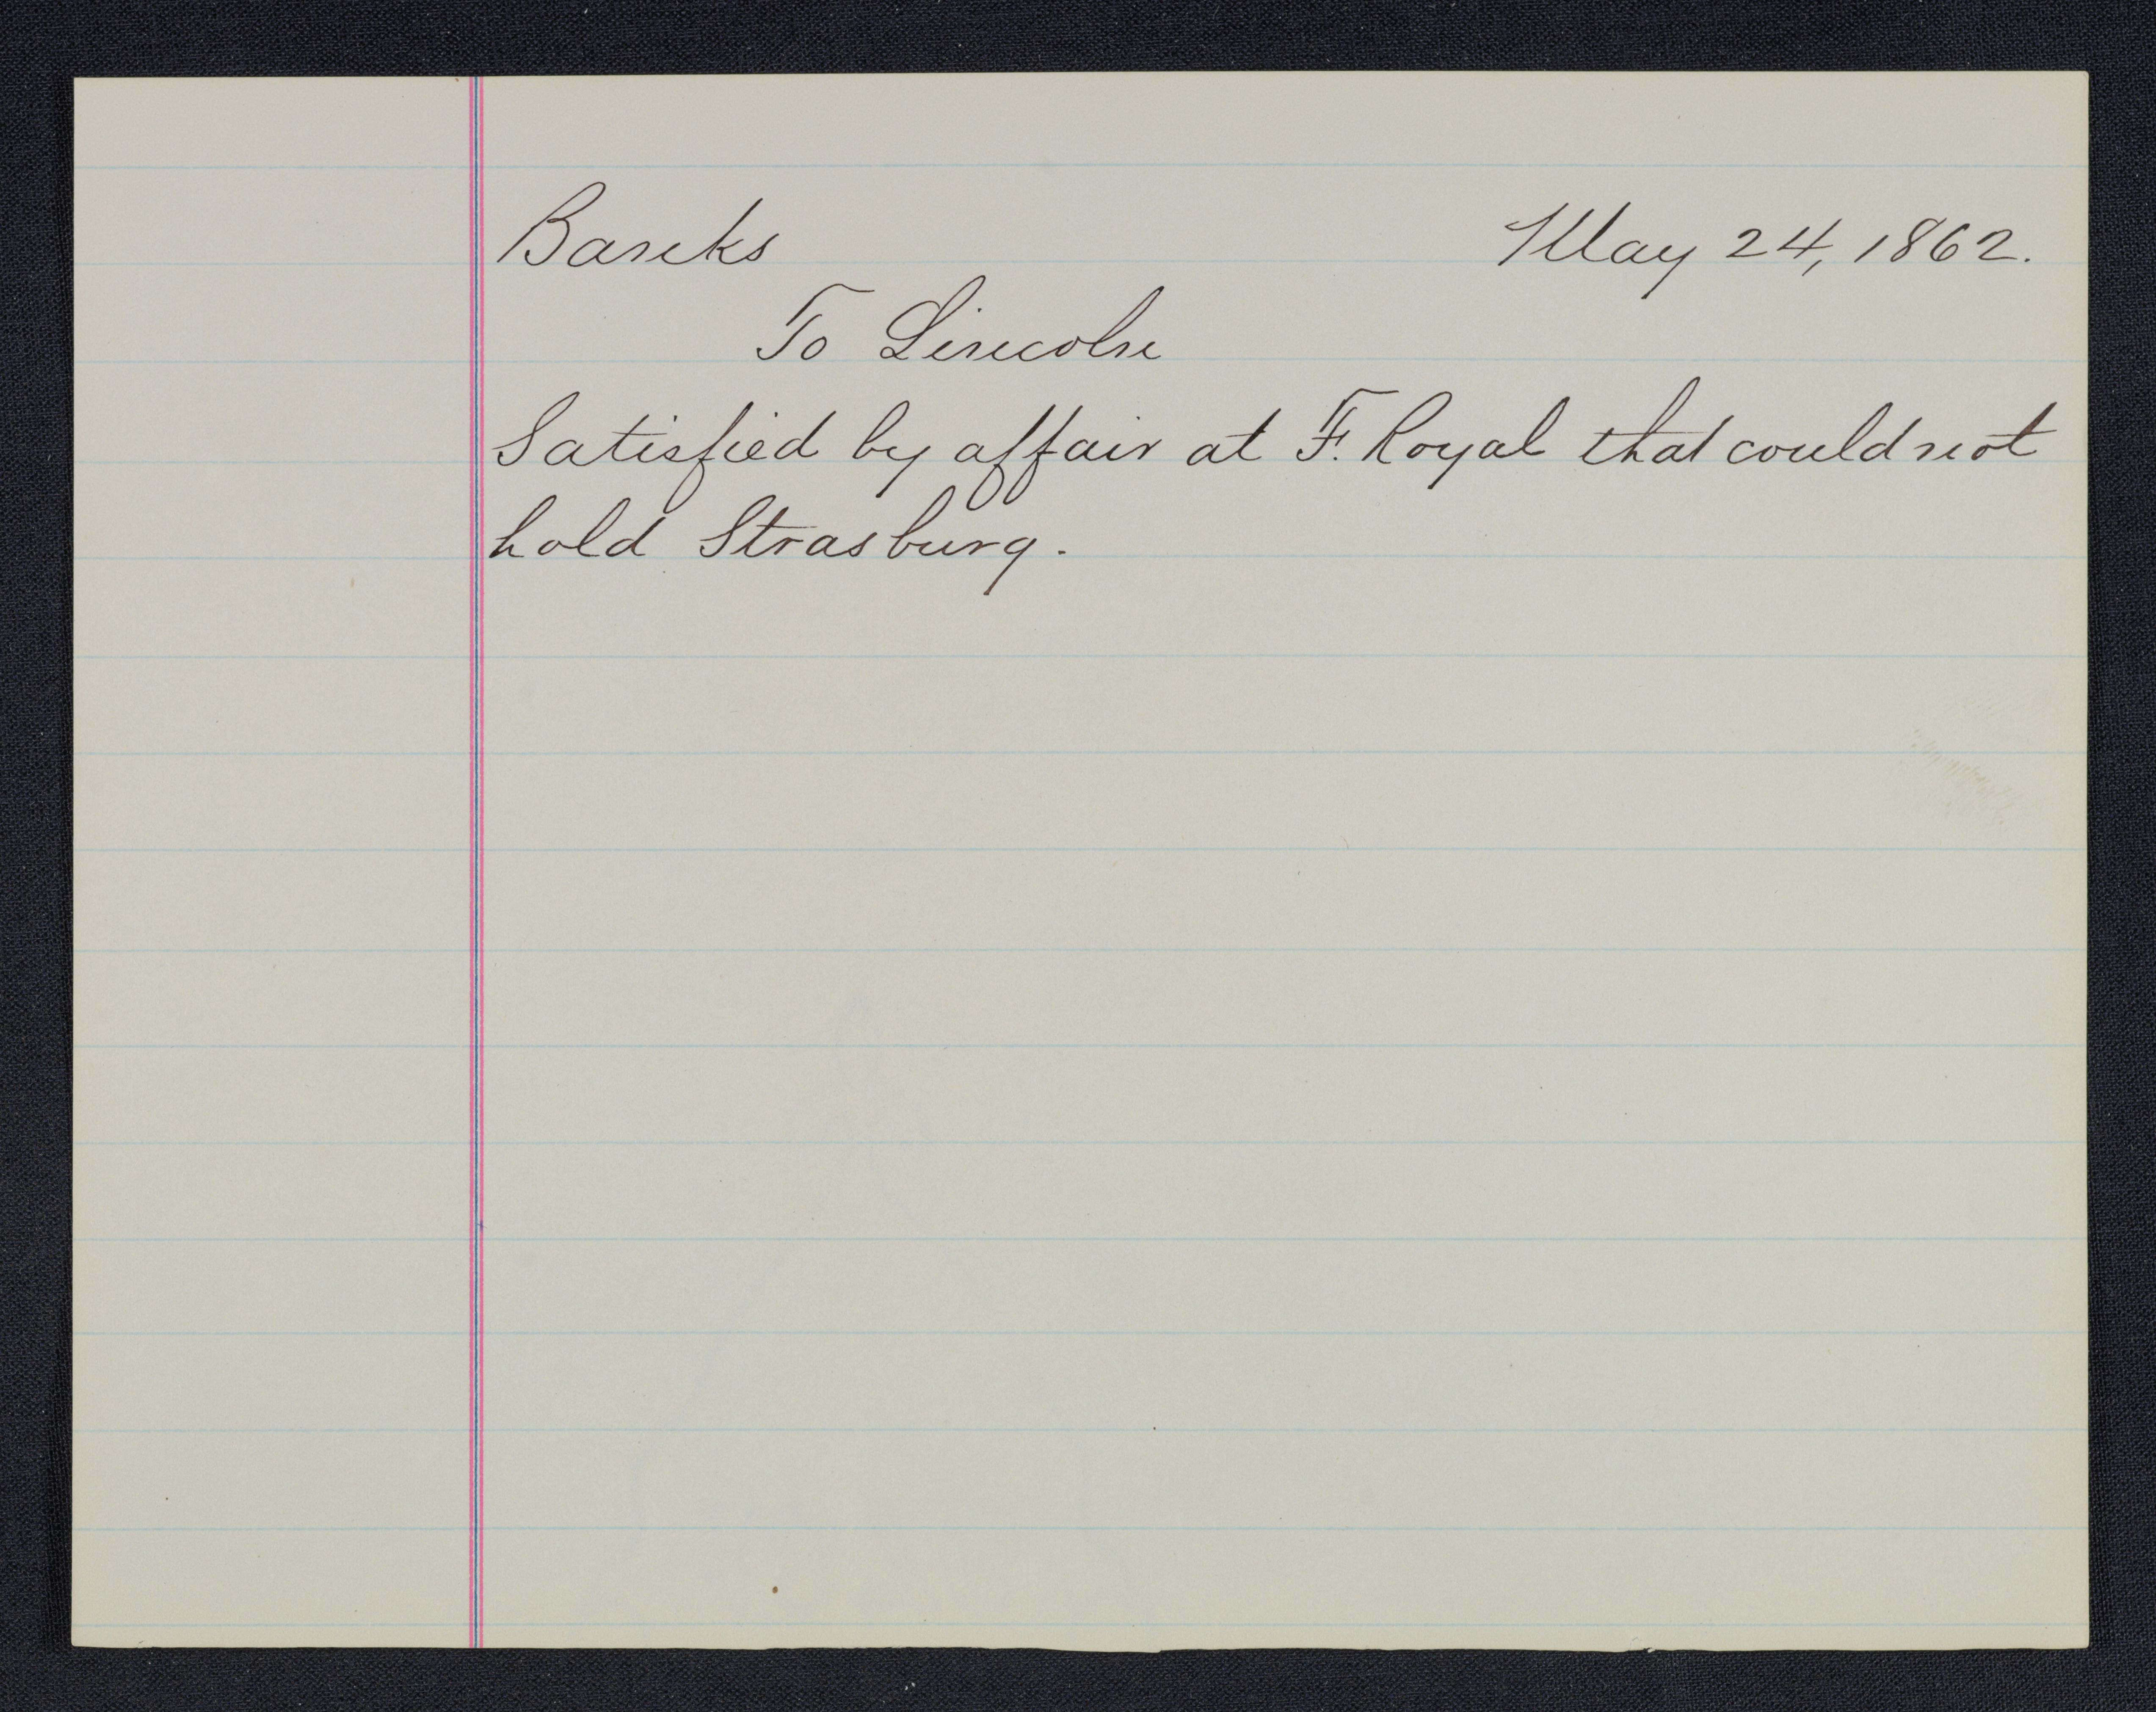 Banks May 24, 1862.
To Lincoln
Satisfied by affair at F. Royal that could not
hold Strasburg.